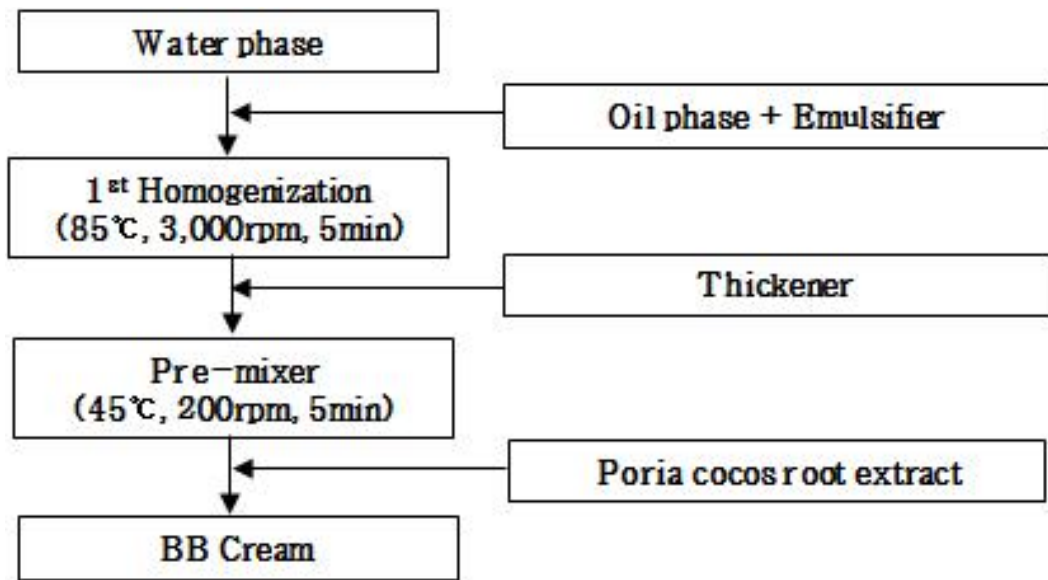 Water phase
Oil phase + Emulsifier
1st Homogenization
(85℃, 3,000rpm, 5min)
Thickener
Pre-mixer
(45℃, 200rpm, 5min)
Poria cocos root extract
BB Cream